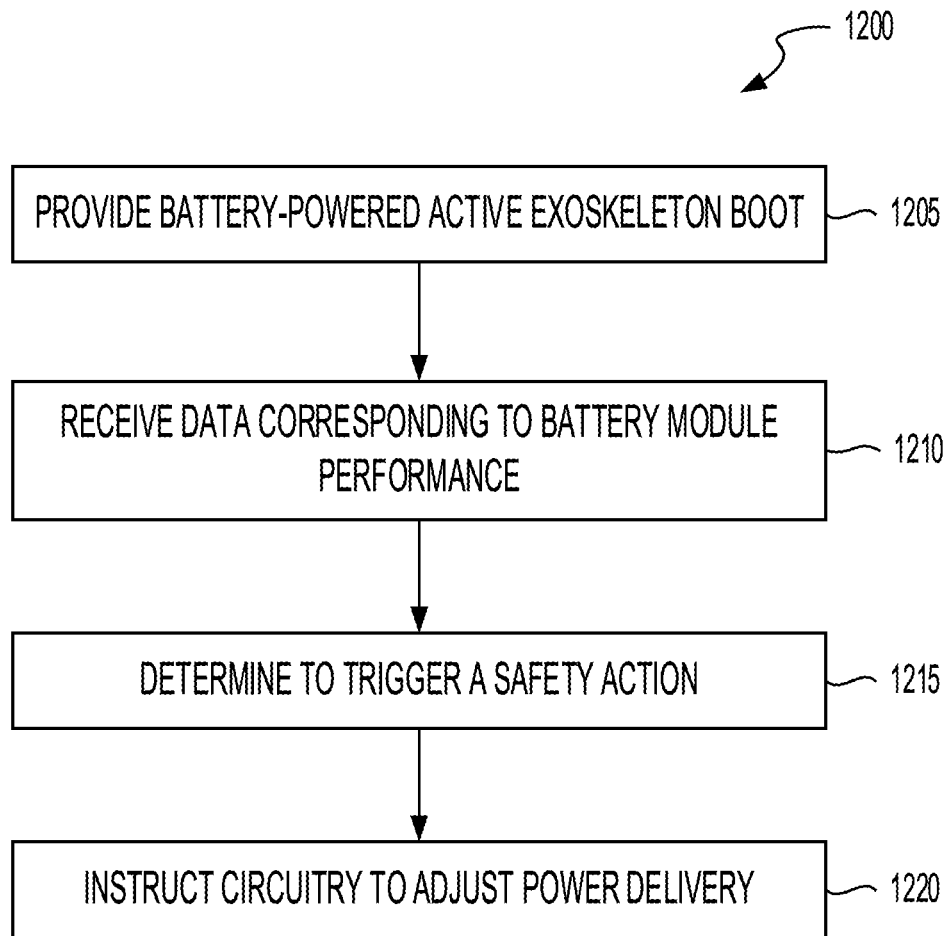 1200
PROVIDE BATTERY-POWERED ACTIVE EXOSKELETON BOOT
1205
RECEIVE DATA CORRESPONDING TO BATTERY MODULE
PERFORMANCE
1210
DETERMINE TO TRIGGER A SAFETY ACTION
1215
INSTRUCT CIRCUITRY TO ADJUST POWER DELIVERY
1220